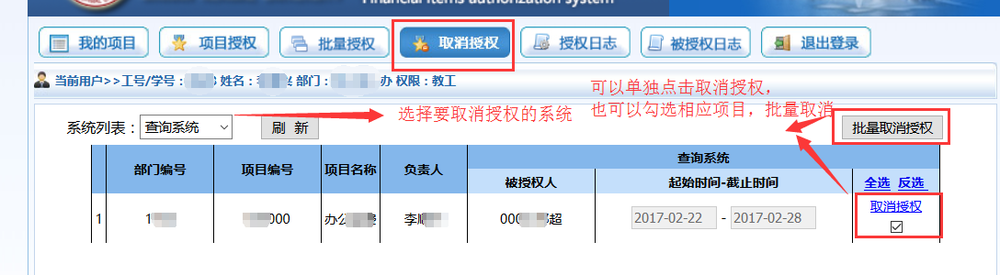 Financial items authorization system
我的项目 项目授权 批量授权 取消授权 授权日志 被授权日志 退出登录
当前用户>>工号/学号: 姓名: 部门: 办 权限:教工
可以单独点击取消授权,
也可以勾选相应项目,批量取消
系统列表: 查询系统 刷 新 选择要取消授权的系统 批量取消授权
部门编号 项目编号 项目名称 负责人 查询系统
被授权人 起始时间-截止时间 全选 反选
1 1 000 办公 李 000 超 2017-02-22 - 2017-02-28 取消授权